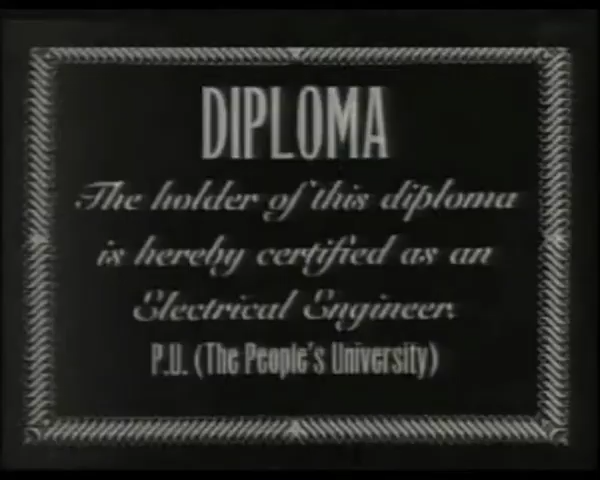 DIPLOMA
The holder of this diploma
is hereby certified as an
Electrical Engineer.
P.U. (The People's University)